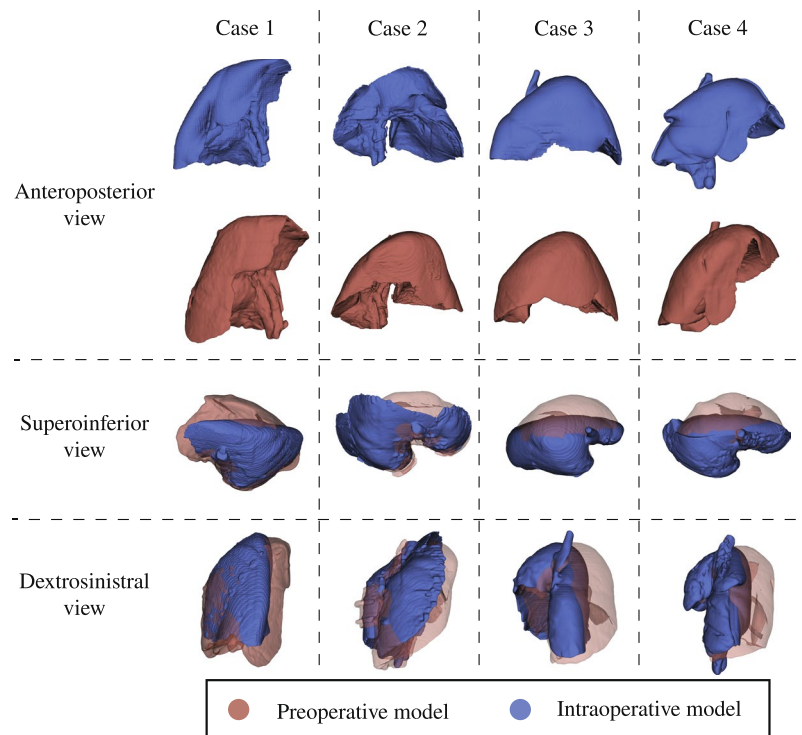 Case 1 Case 2 Case 3 Case 4
Anteroposterior
view
Superoinferior
view
Dextrosinistral
view
Preoperative model Intraoperative model